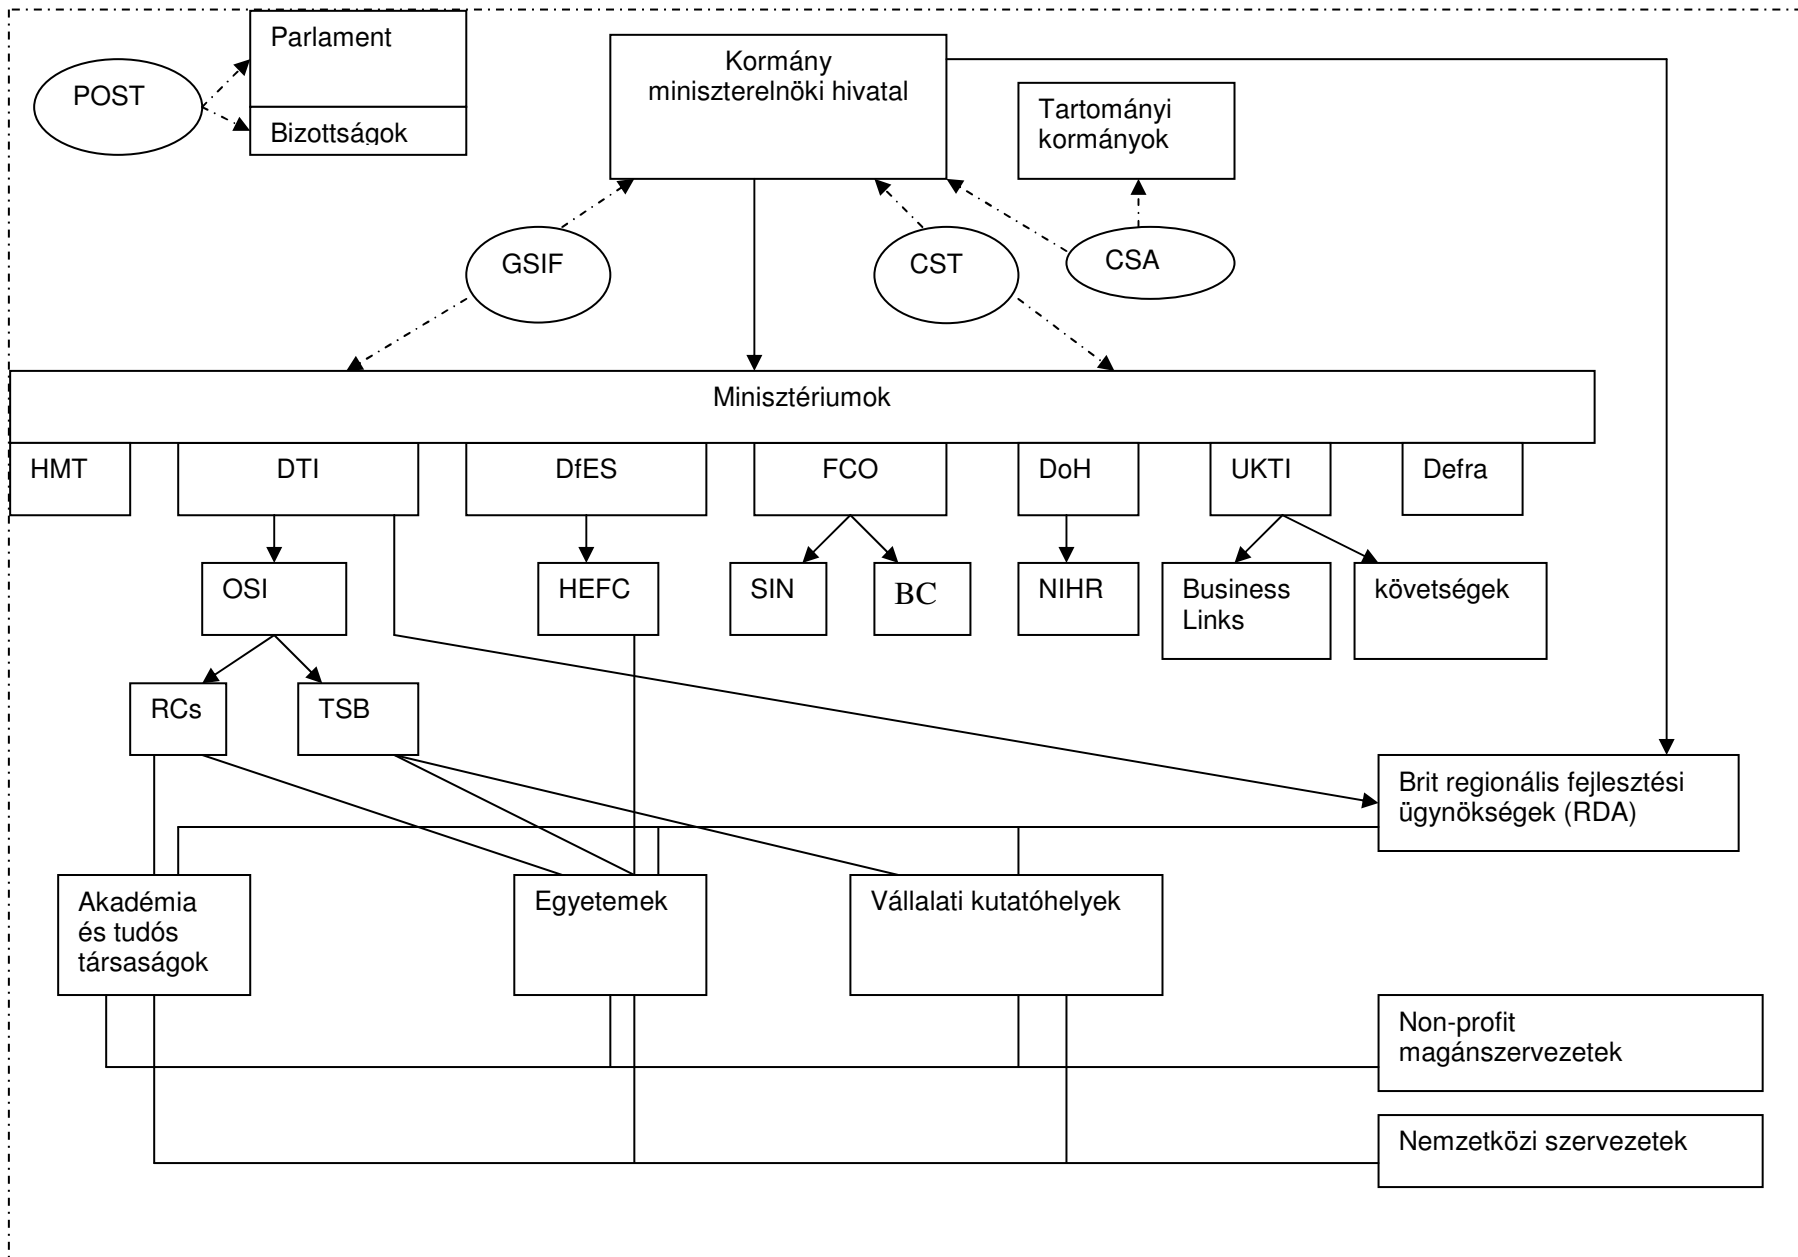 Parlament
Kormány
miniszterelnöki hivatal
POST
Tartományi
kormányok
Bizottságok
GSIF
CST
CSA
Minisztériumok
HMT
DTI
DfES
FCO
DoH
UKTI
Defra
OSI
HEFC
SIN
BC
NIHR
Business
Links
követségek
RCs
TSB
Brit regionális fejlesztési
ügynökségek (RDA)
Akadémia
és tudós
társaságok
Egyetemek
Vállalati kutatóhelyek
Non-profit
magánszervezetek
Nemzetközi szervezetek